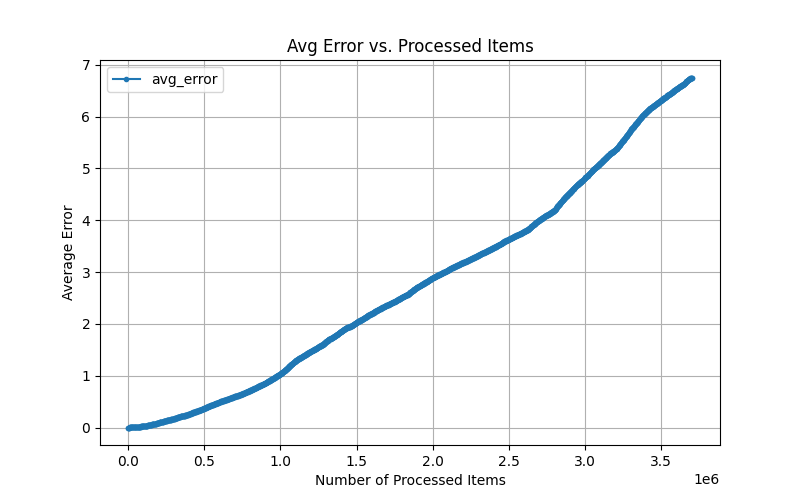 Avg Error vs. Processed Items
avg_error
Average Error
7
6
5
4
3
2
1
0
0.0 0.5 1.0 1.5 2.0 2.5 3.0 3.5
1e6
Number of Processed Items